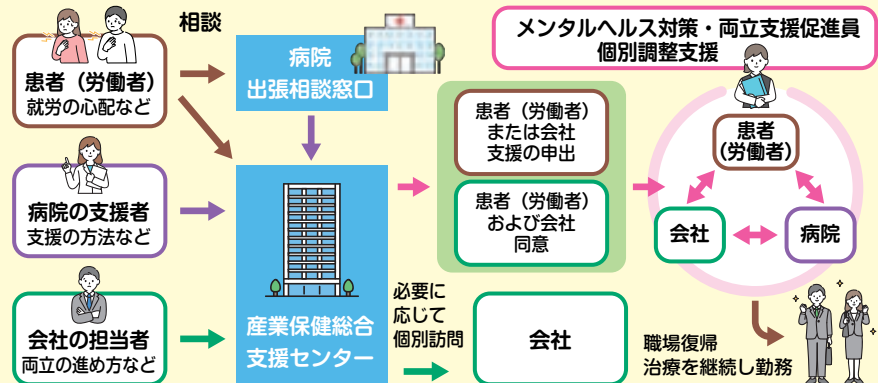 相談
患者（労働者）
就労の心配など
病院の支援者
支援の方法など
会社の担当者
両立の進め方など
病院
出張相談窓口
産業保健総合
支援センター
患者（労働者）
または会社
支援の申出
患者（労働者）
および会社
同意
必要に
応じて
個別訪問
会社
メンタルヘルス対策・両立支援促進員
個別調整支援
患者
（労働者）
会社
病院
職場復帰
治療を継続し勤務